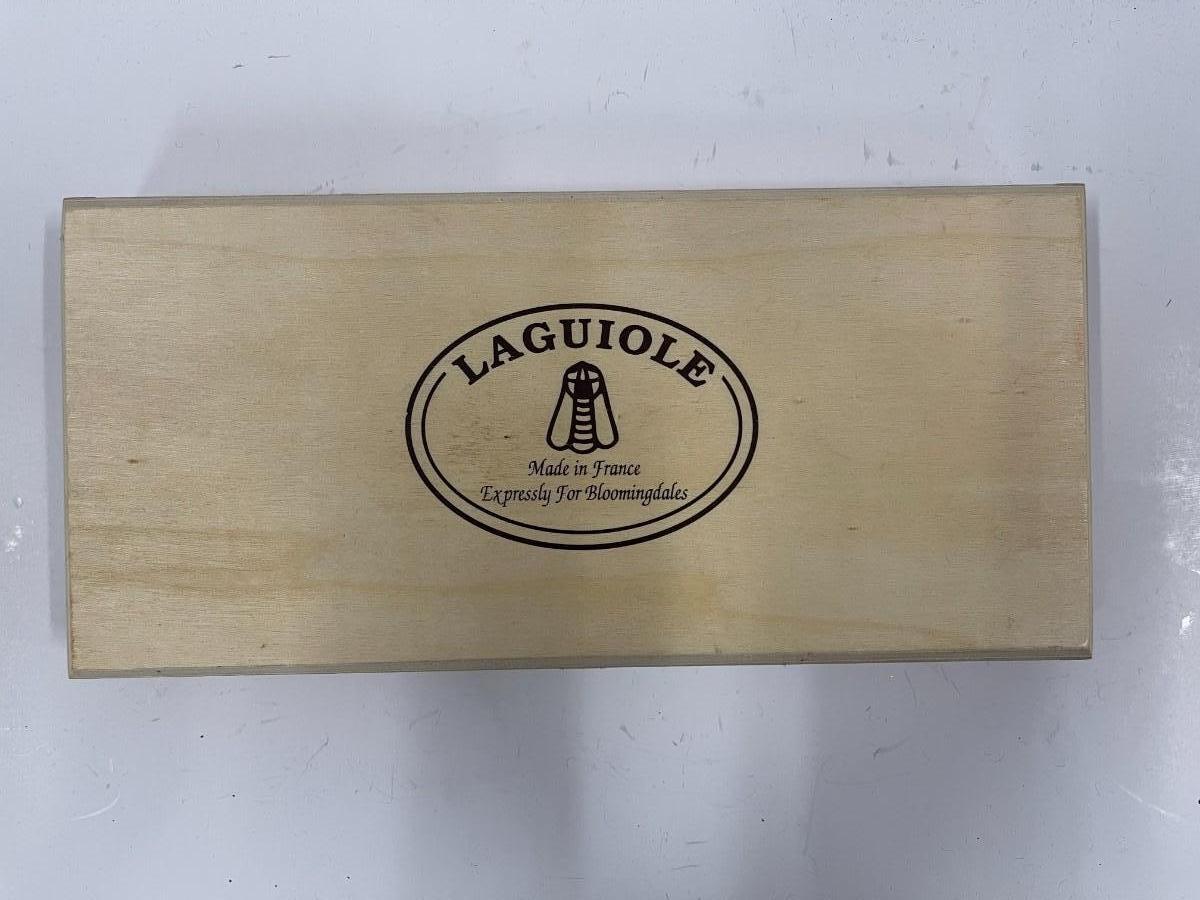 LAGUIOLE
Made in France
Expressly For Bloomingdales